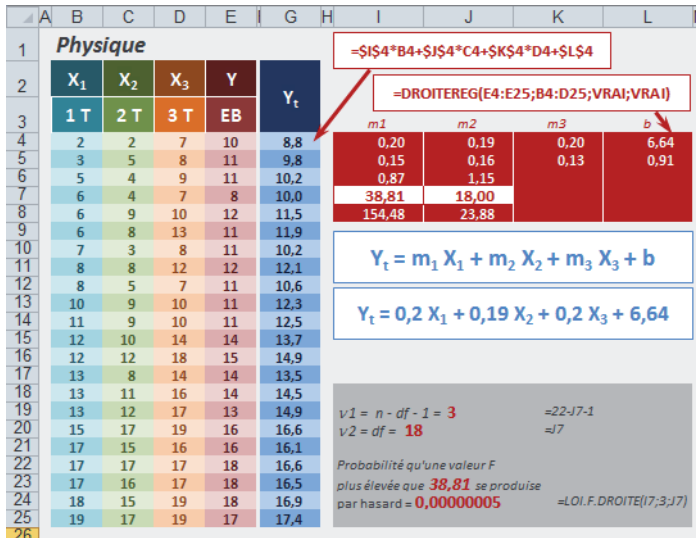 A B C D E G H I J K L
1 Physique =$I$4*B4+$J$4*C4+$K$4*D4+$L$4
2 X1 X2 X3 Y Yt =DROITEREG(E4:E25;B4:D25;VRAI;VRAI)
3 1 T 2 T 3 T EB m1 m2 m3 b
4 2 2 7 10 8,8 0,20 0,19 0,20 6,64
5 3 5 8 11 9,8 0,15 0,16 0,13 0,91
6 5 4 9 11 10,2 0,87 1,15
7 6 4 7 8 10,0 38,81 18,00
8 6 9 10 12 11,5 154,48 23,88
9 6 8 13 11 11,9
10 7 3 8 11 10,2
11 8 8 12 12 12,1 Yt = m1 X1 + m2 X2 + m3 X3 + b
12 8 5 7 11 10,6
13 10 9 10 11 12,3
14 11 9 10 11 12,5 Yt = 0,2 X1 + 0,19 X2 + 0,2 X3 + 6,64
15 12 10 14 14 13,7
16 12 12 18 15 14,9
17 13 8 14 14 13,5
18 13 11 16 14 14,5
19 13 12 17 13 14,9 v1 = n - df - 1 = 3 =22-J7-1
20 15 17 19 16 16,6 v2 = df = 18 =J7
21 17 15 16 16 16,1
22 17 17 17 18 16,6 Probabilité qu'une valeur F
23 17 16 17 18 16,5 plus élevée que 38,81 se produise
24 18 15 19 18 16,9 par hasard = 0,00000005 =LOI.F.DROITE(I7;3;J7)
25 19 17 19 17 17,4
26